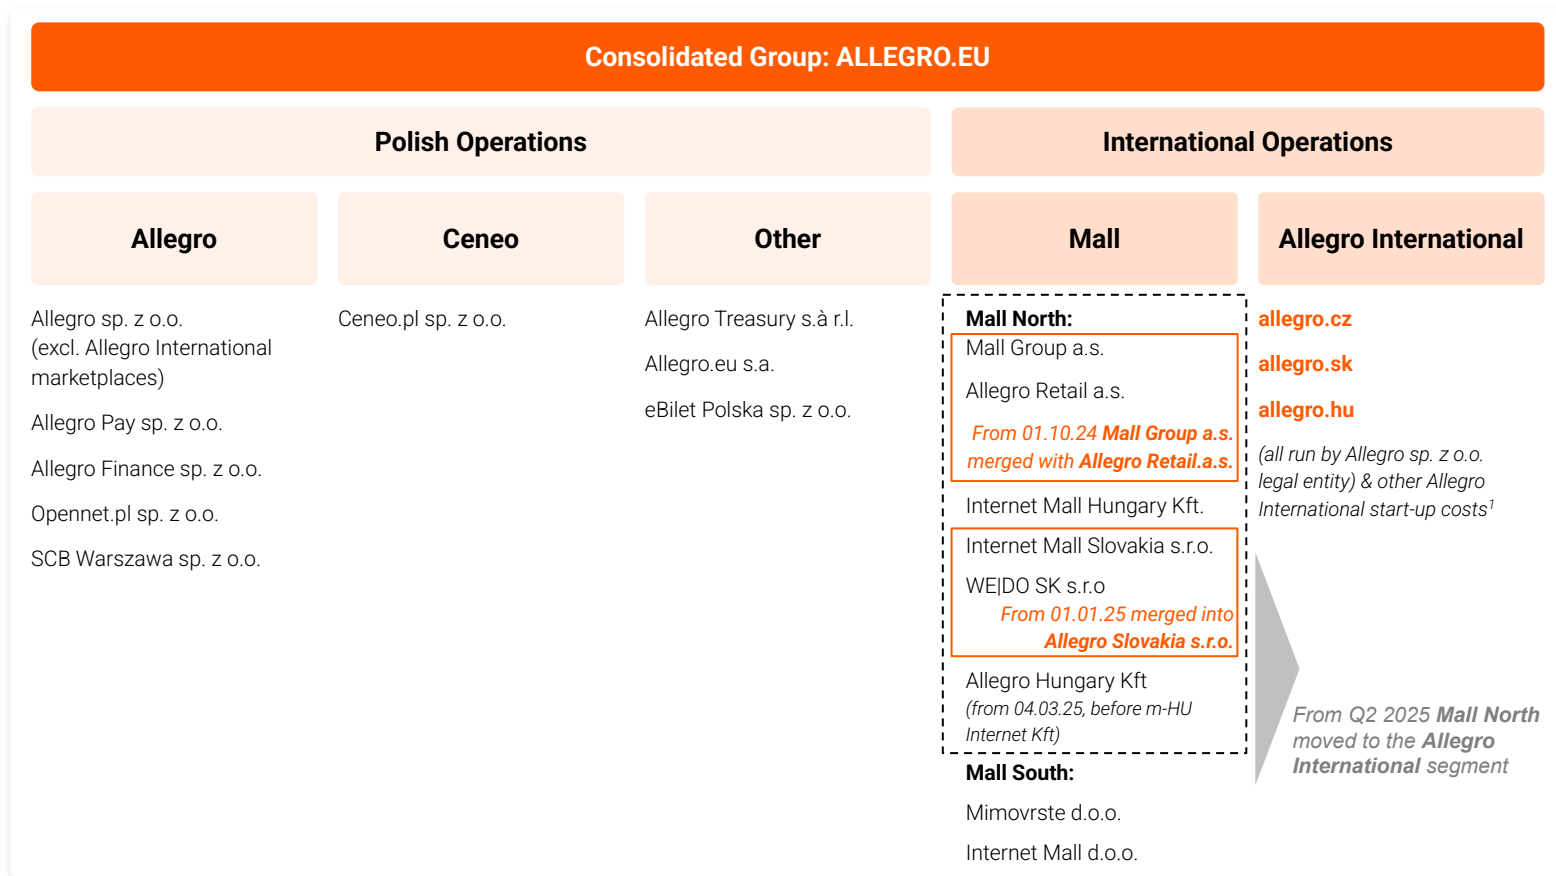 Consolidated Group: ALLEGRO.EU
Polish Operations
International Operations
Allegro
Ceneo
Other
Mall
Allegro International
Allegro sp. z o.o.
(excl. Allegro International
marketplaces)
Allegro Pay sp. z o.o.
Allegro Finance sp. z o.o.
Opennet.pl sp. z o.o.
SCB Warszawa sp. z o.o.
Ceneo.pl sp. z o.o.
Allegro Treasury s.à r.l.
Allegro.eu s.a.
eBilet Polska sp. z o.o.
Mall North:
Mall Group a.s.
Allegro Retail a.s.
From 01.10.24 Mall Group a.s.
merged with Allegro Retail.a.s.
Internet Mall Hungary Kft.
Internet Mall Slovakia s.r.o.
WE|DO SK s.r.o
From 01.01.25 merged into
Allegro Slovakia s.r.o.
Allegro Hungary Kft
(from 04.03.25, before m-HU
Internet Kft)
Mall South:
Mimovrste d.o.o.
Internet Mall d.o.o.
allegro.cz
allegro.sk
allegro.hu
(all run by Allegro sp. z o.o.
legal entity) & other Allegro
International start-up costs¹
From Q2 2025 Mall North
moved to the Allegro
International segment